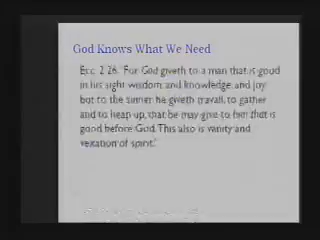 God Knows What We Need
Ecc. 2:26 "For God giveth to a man that is good
in his sight wisdom, and knowledge, and joy
but to the sinner he giveth travail, to gather
and to heap up, that he may give to him that is
good before God. This also is vanity and
vexation of spirit."